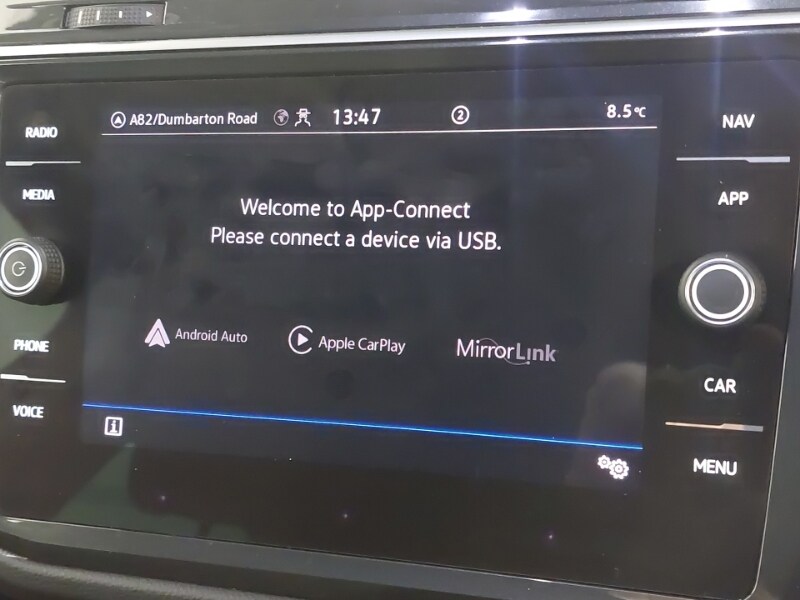 RADIO
MEDIA
PHONE
VOICE
A82/Dumbarton Road
13:47
2
8.5°C
Welcome to App-Connect
Please connect a device via USB.
Android Auto
Apple CarPlay
MirrorLink
i
NAV
APP
CAR
MENU